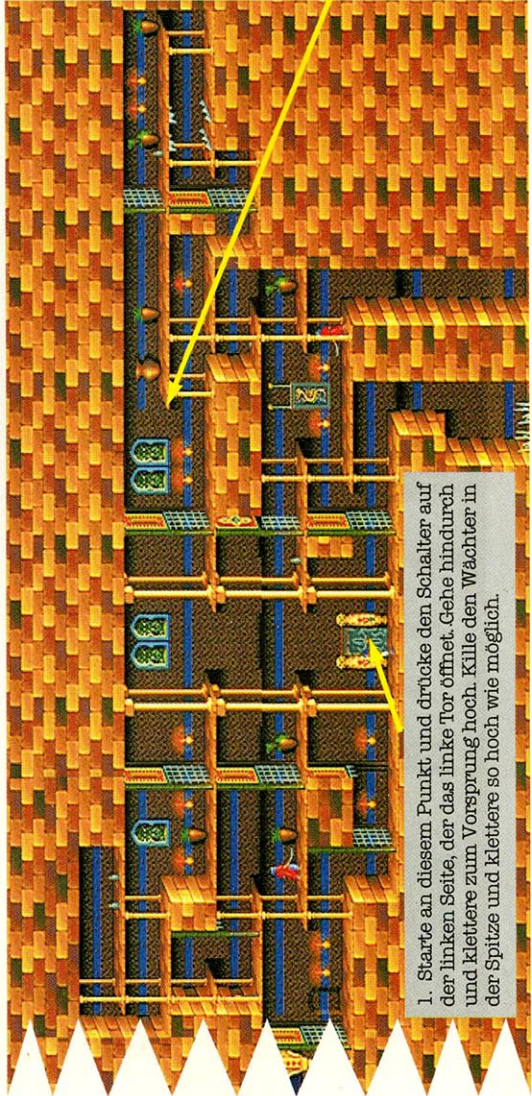 1. Starte an diesem Punkt und drücke den Schalter auf
der linken Seite, der das linke Tor öffnet. Gehe hindurch
und klettere zum Vorsprung hoch. Kille den Wächter in
der Spitze und klettere so hoch wie möglich.